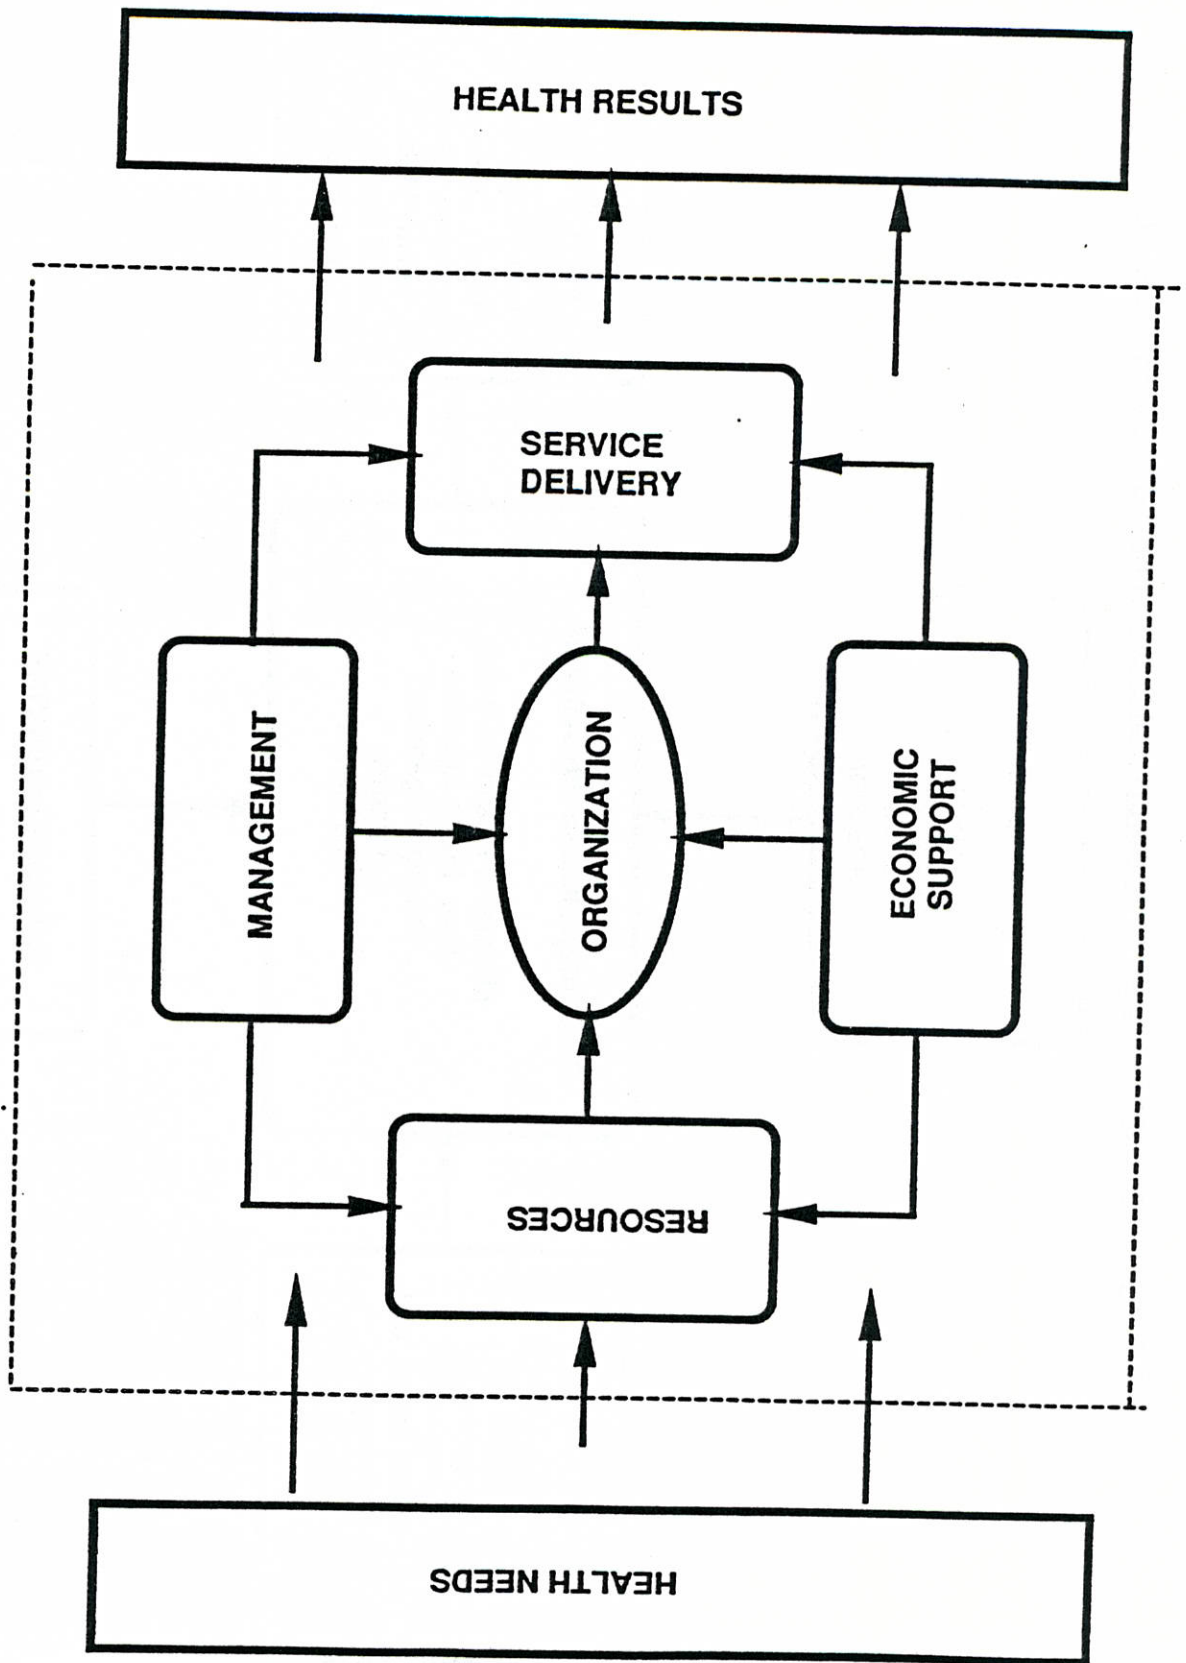 HEALTH RESULTS
SERVICE
DELIVERY
MANAGEMENT
ORGANIZATION
ECONOMIC
SUPPORT
RESOURCES
HEALTH NEEDS